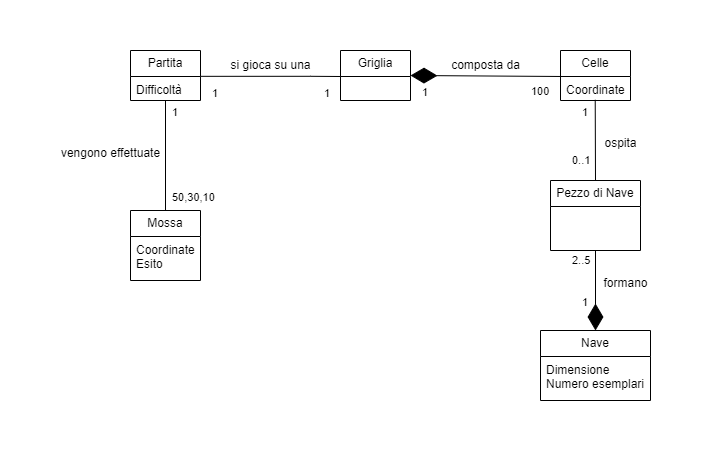 Partita
si gioca su una
Griglia
composta da
Celle
Difficoltà
1
1
1
100
Coordinate
1
1
vengono effettuate
ospita
0..1
50,30,10
Pezzo di Nave
Mossa
Coordinate
Esito
2..5
formano
1
Nave
Dimensione
Numero esemplari